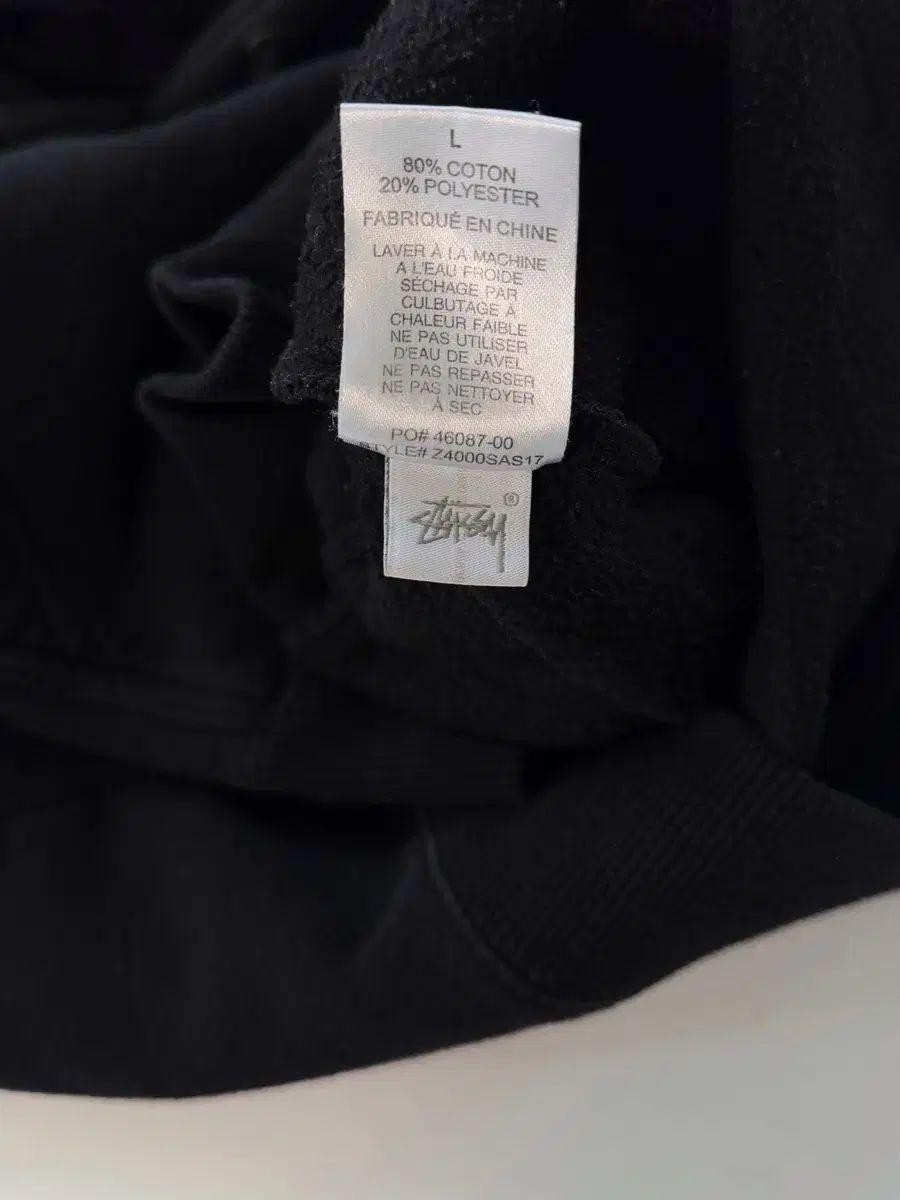 L
80% COTON
20% POLYESTER
FABRIQUÉ EN CHINE
LAVER À LA MACHINE
A L'EAU FROIDE
SÉCHAGE PAR
CULBUTAGE À
CHALEUR FAIBLE
NE PAS UTILISER
D'EAU DE JAVEL
NE PAS REPASSER
NE PAS NETTOYER
À SEC
PO# 46087-00
STYLE# Z4000SAS17
Stüssy ®